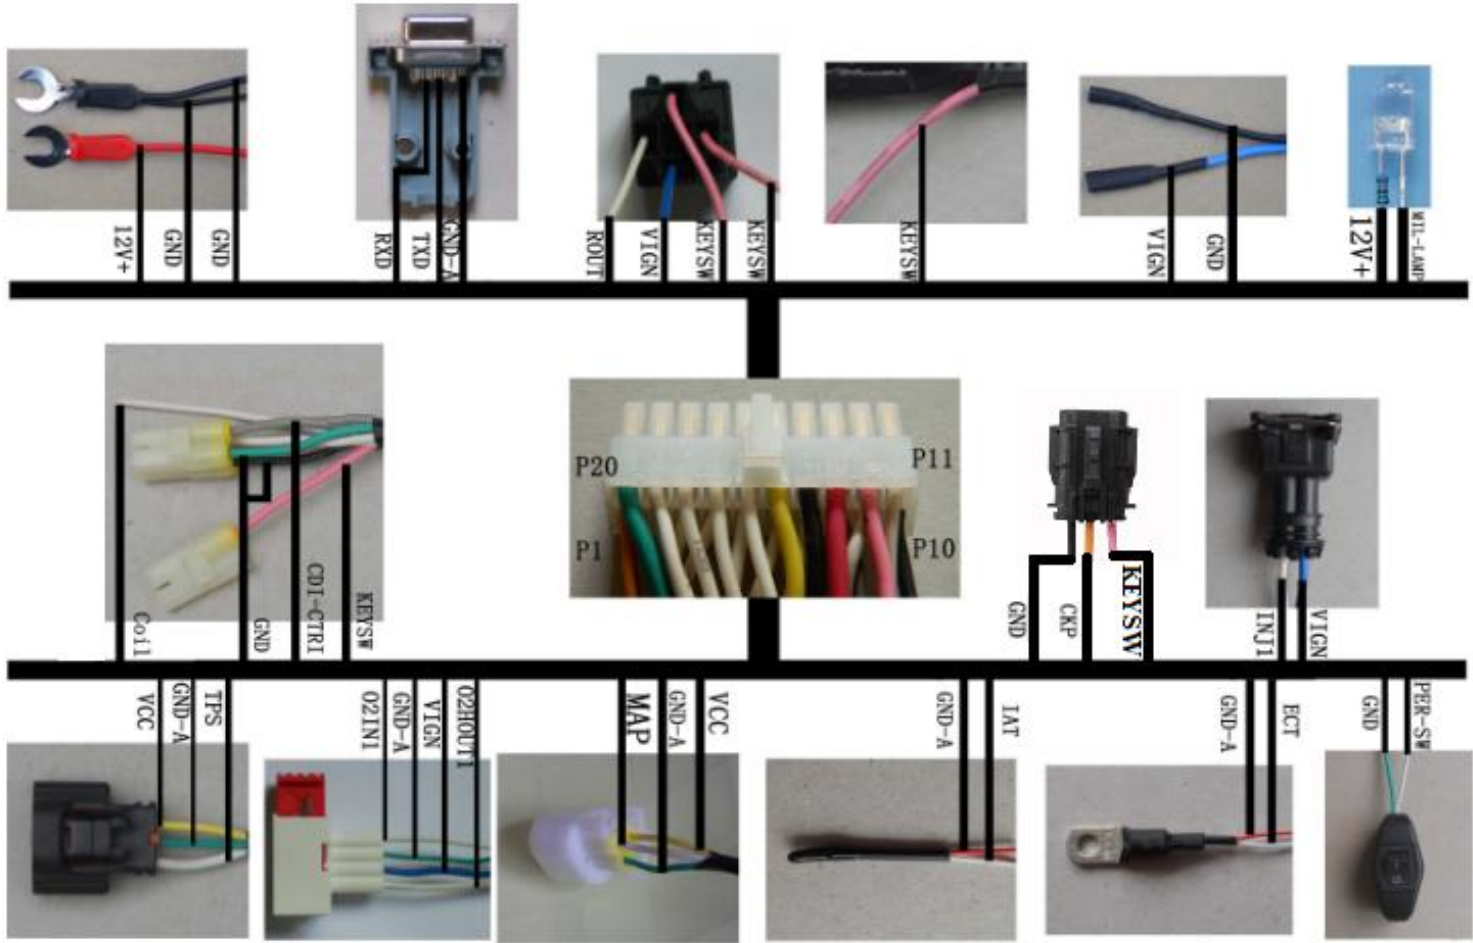 12V+
GND
GND
RXD
TXD
GND-A
ROUT
VIGN
KEYSW
KEYSW
KEYSW
VIGN
GND
12V+
MIL-LAMP
Coil
GND
CDI-CTRI
KEYSW
P20
P11
P1
P10
GND
CKP
KEYSW
INJ1
VIGN
VCC
GND-A
TPS
O2IN1
GND-A
VIGN
O2HOUT1
MAP
GND-A
VCC
GND-A
IAT
GND-A
ECT
GND
PER-SW